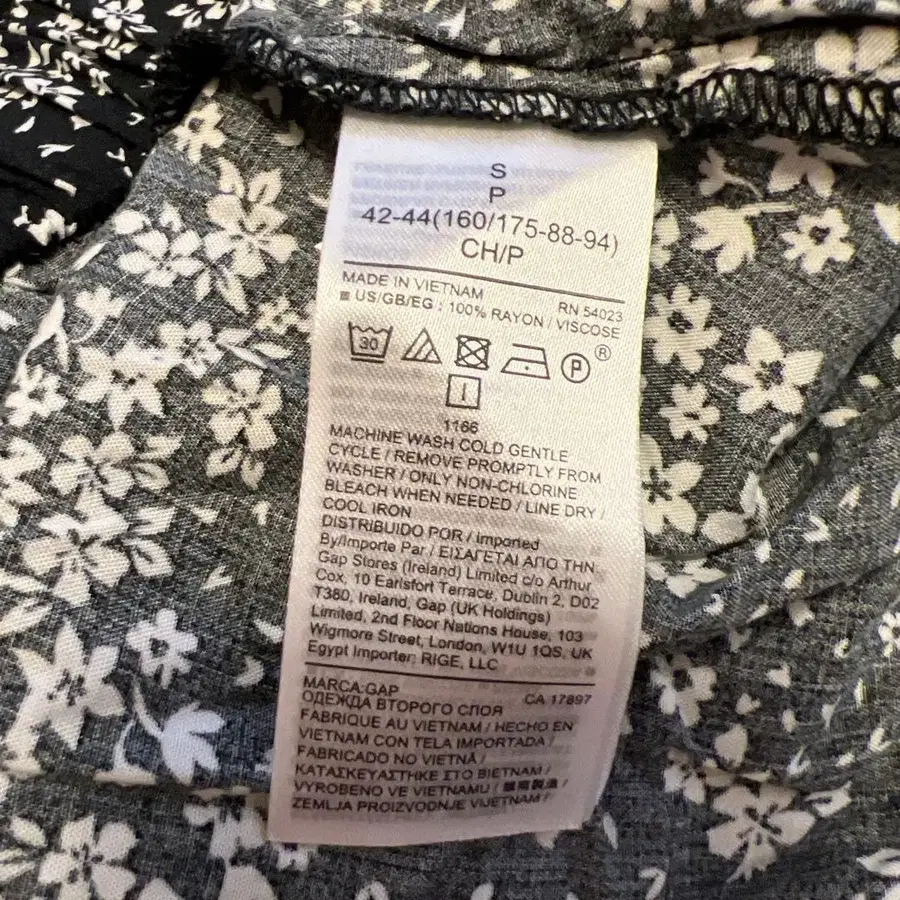 S
P
42-44(160/175-88-94)
CH/P
MADE IN VIETNAM
RN 54023
US/GB/EG : 100% RAYON / VISCOSE
30
P
®
1166
MACHINE WASH COLD GENTLE
CYCLE / REMOVE PROMPTLY FROM
WASHER / ONLY NON-CHLORINE
BLEACH WHEN NEEDED / LINE DRY /
COOL IRON
DISTRIBUIDO POR / Imported
By/Importe Par / ΕΙΣΑΓΕΤΑΙ ΑΠΟ ΤΗΝ
Gap Stores (Ireland) Limited c/o Arthur
Cox, 10 Earlsfort Terrace, Dublin 2, D02
T380, Ireland, Gap (UK Holdings)
Limited, 2nd Floor Nations House, 103
Wigmore Street, London, W1U 1QS, UK
Egypt Importer: RIGE, LLC
MARCA:GAP
CA 17897
ОДЕЖДА ВТОРОГО СЛОЯ
FABRIQUE AU VIETNAM / HECHO EN
VIETNAM CON TELA IMPORTADA /
FABRICADO NO VIETNÃ /
ΚΑΤΑΣΚΕΥΑΣΤΗΚΕ ΣΤΟ ΒΙΕΤΝΑΜ /
VYROBENO VE VIETNAMU / 越南製造 /
ZEMLJA PROIZVODNJE VIJETNAM /